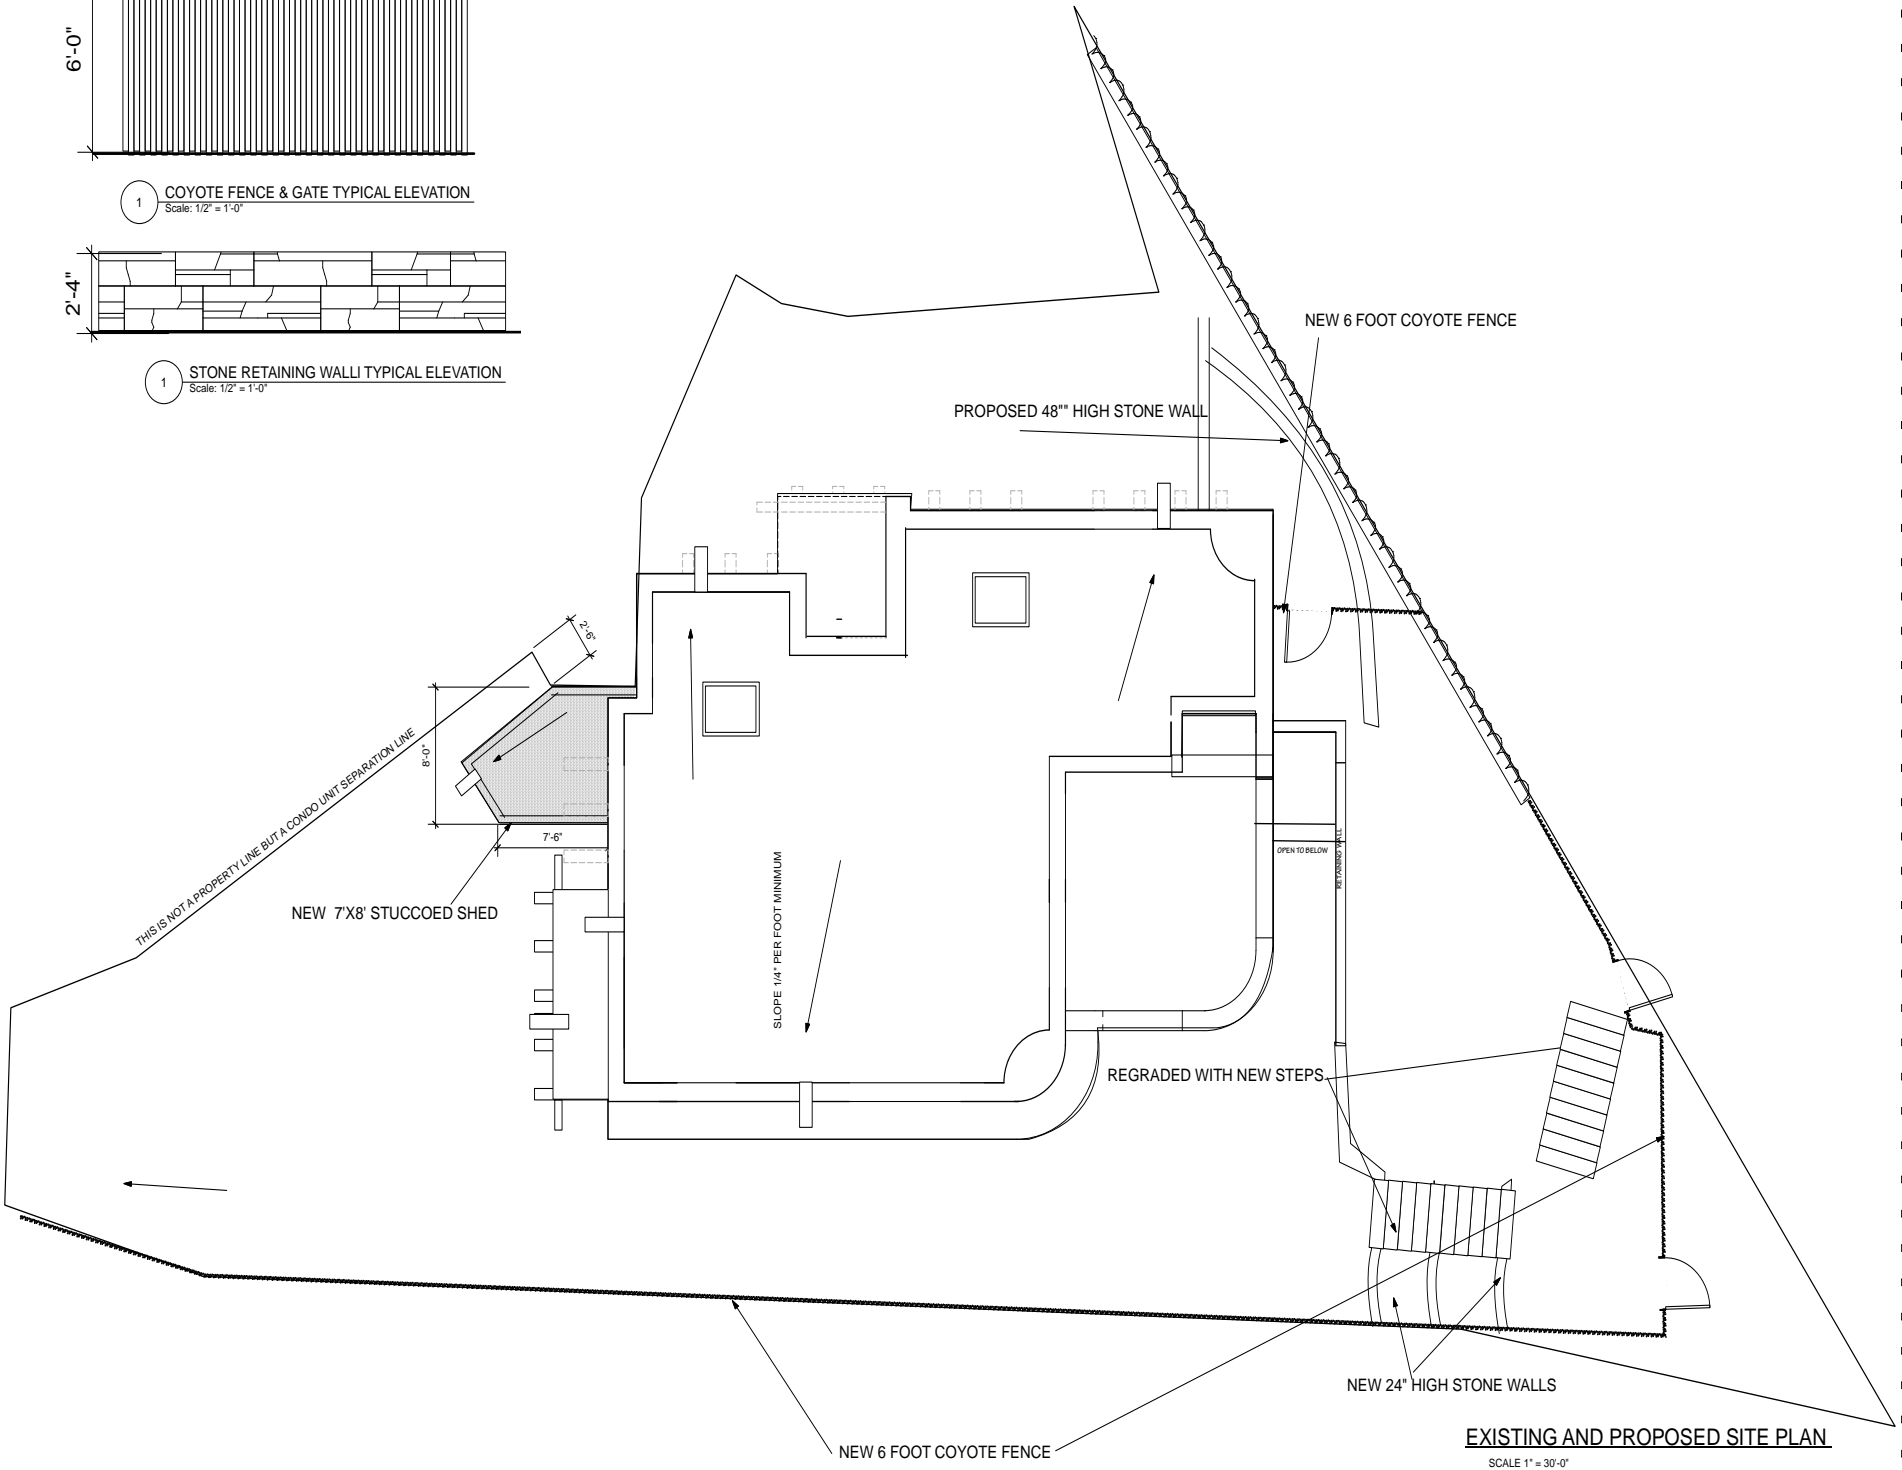 6'-0"
1
COYOTE FENCE & GATE TYPICAL ELEVATION
Scale: 1/2" = 1'-0"
2'-4"
1
STONE RETAINING WALLI TYPICAL ELEVATION
Scale: 1/2" = 1'-0"
NEW 6 FOOT COYOTE FENCE
PROPOSED 48"" HIGH STONE WALL
2'-6"
8'-0"
7'-6"
THIS IS NOT A PROPERTY LINE BUT A CONDO UNIT SEPARATION LINE
NEW 7'X8' STUCCOED SHED
SLOPE 1/4" PER FOOT MINIMUM
OPEN TO BELOW
RETAINING WALL
REGRADED WITH NEW STEPS
NEW 24" HIGH STONE WALLS
NEW 6 FOOT COYOTE FENCE
EXISTING AND PROPOSED SITE PLAN
SCALE 1" = 30'-0"